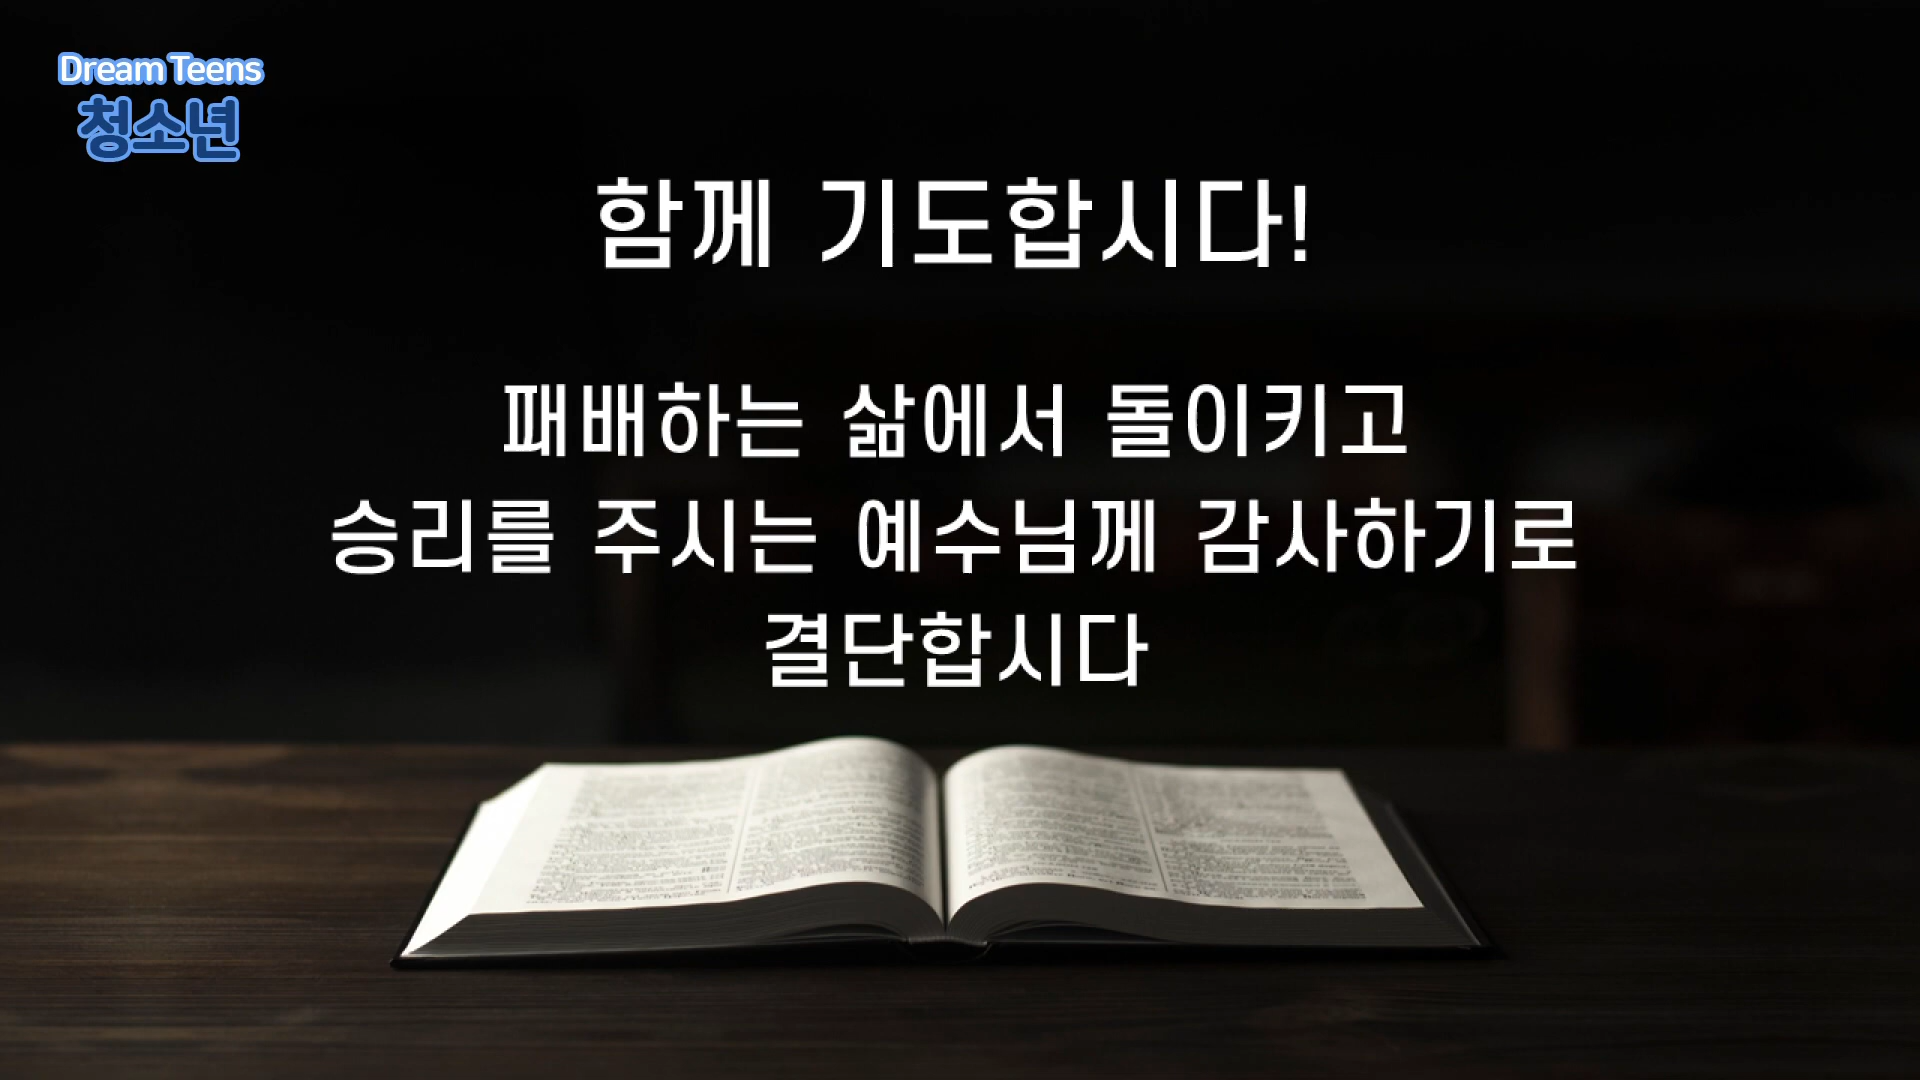 Dream Teens
청소년
함께 기도합시다!
패배하는 삶에서 돌이키고
승리를 주시는 예수님께 감사하기로
결단합시다